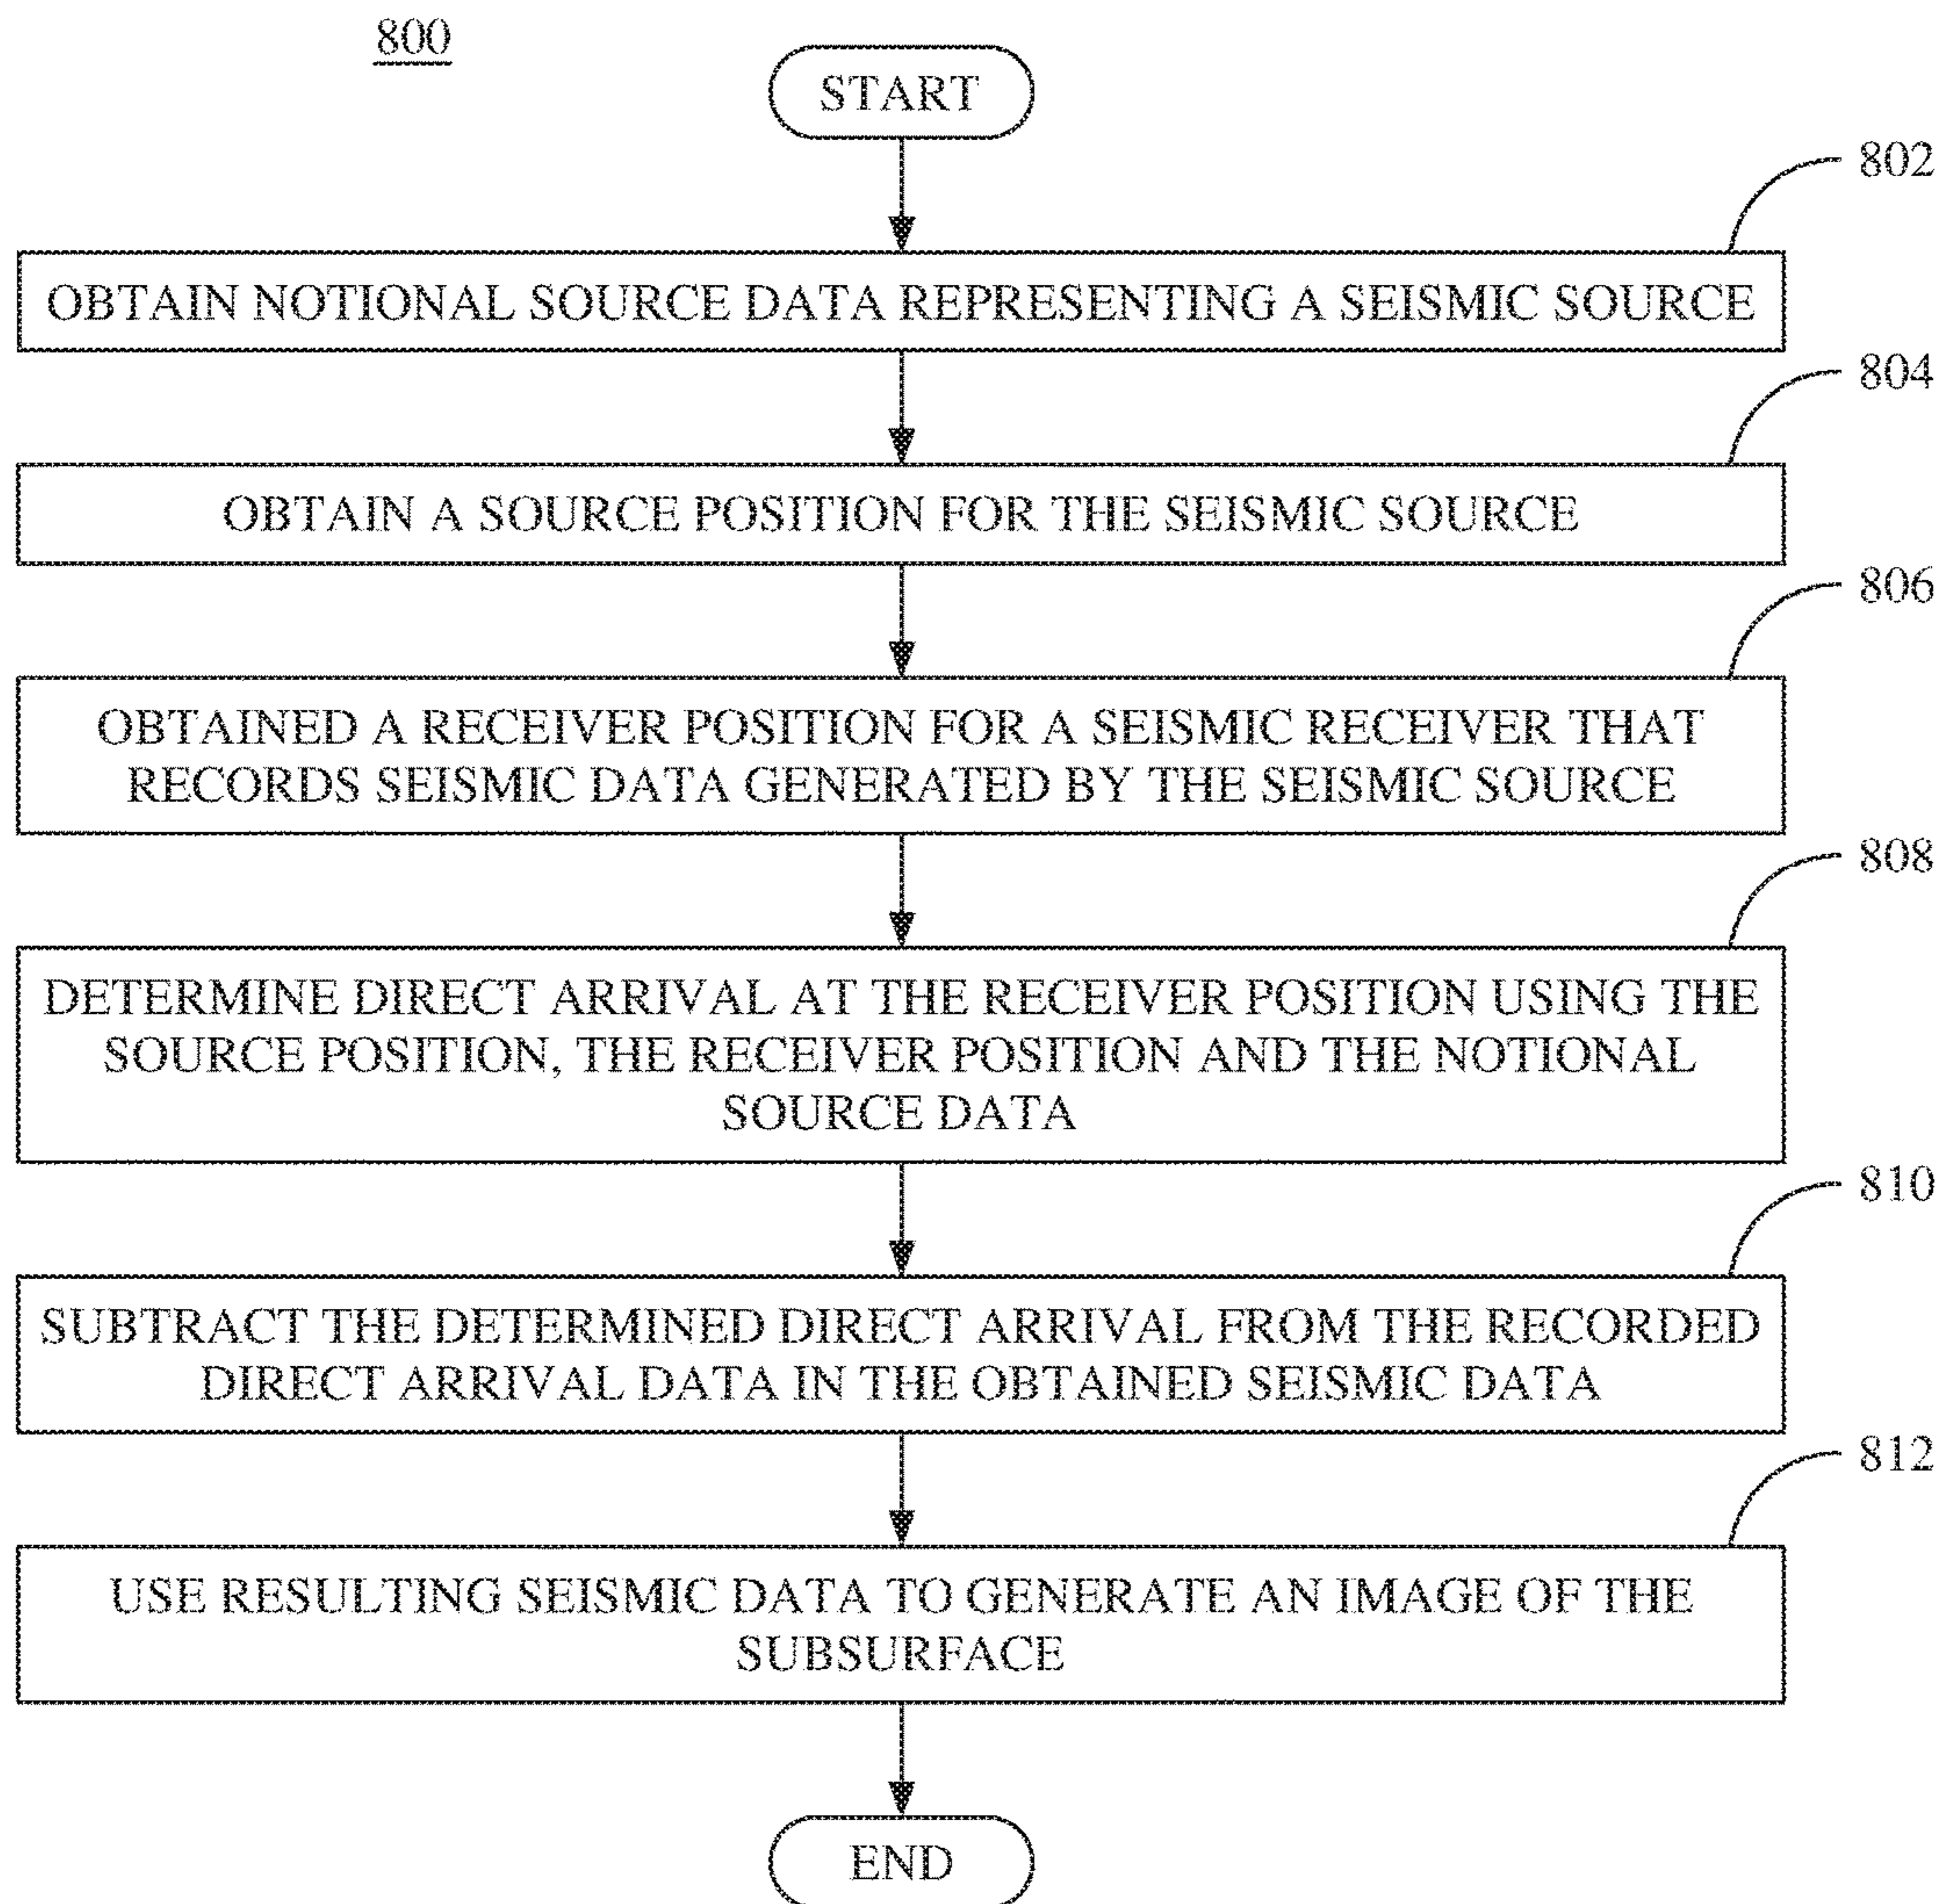 800
START
802
OBTAIN NOTIONAL SOURCE DATA REPRESENTING A SEISMIC SOURCE
804
OBTAIN A SOURCE POSITION FOR THE SEISMIC SOURCE
806
OBTAINED A RECEIVER POSITION FOR A SEISMIC RECEIVER THAT
RECORDS SEISMIC DATA GENERATED BY THE SEISMIC SOURCE
808
DETERMINE DIRECT ARRIVAL AT THE RECEIVER POSITION USING THE
SOURCE POSITION, THE RECEIVER POSITION AND THE NOTIONAL
SOURCE DATA
810
SUBTRACT THE DETERMINED DIRECT ARRIVAL FROM THE RECORDED
DIRECT ARRIVAL DATA IN THE OBTAINED SEISMIC DATA
812
USE RESULTING SEISMIC DATA TO GENERATE AN IMAGE OF THE
SUBSURFACE
END